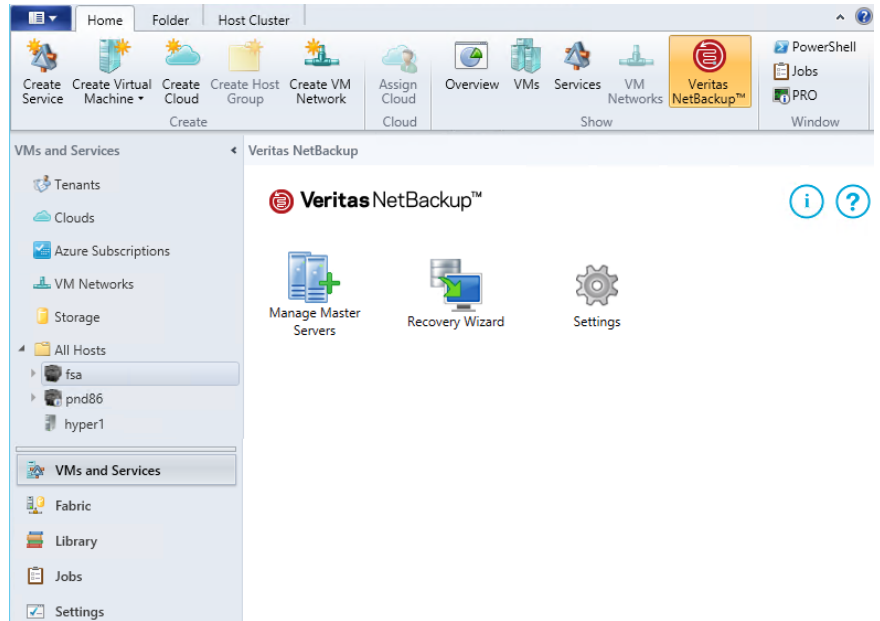 Home Folder Host Cluster
Create Service
Create Virtual Machine
Create Cloud
Create Host Group
Create VM Network
Assign Cloud
Overview
VMs
Services
VM Networks
Veritas NetBackup™
PowerShell
Jobs
PRO
Create
Cloud
Show
Window
VMs and Services
Veritas NetBackup
Tenants
Clouds
Azure Subscriptions
VM Networks
Storage
All Hosts
fsa
pnd86
hyper1
VMs and Services
Fabric
Library
Jobs
Settings
Veritas NetBackup™
i ?
Manage Master
Servers
Recovery Wizard
Settings